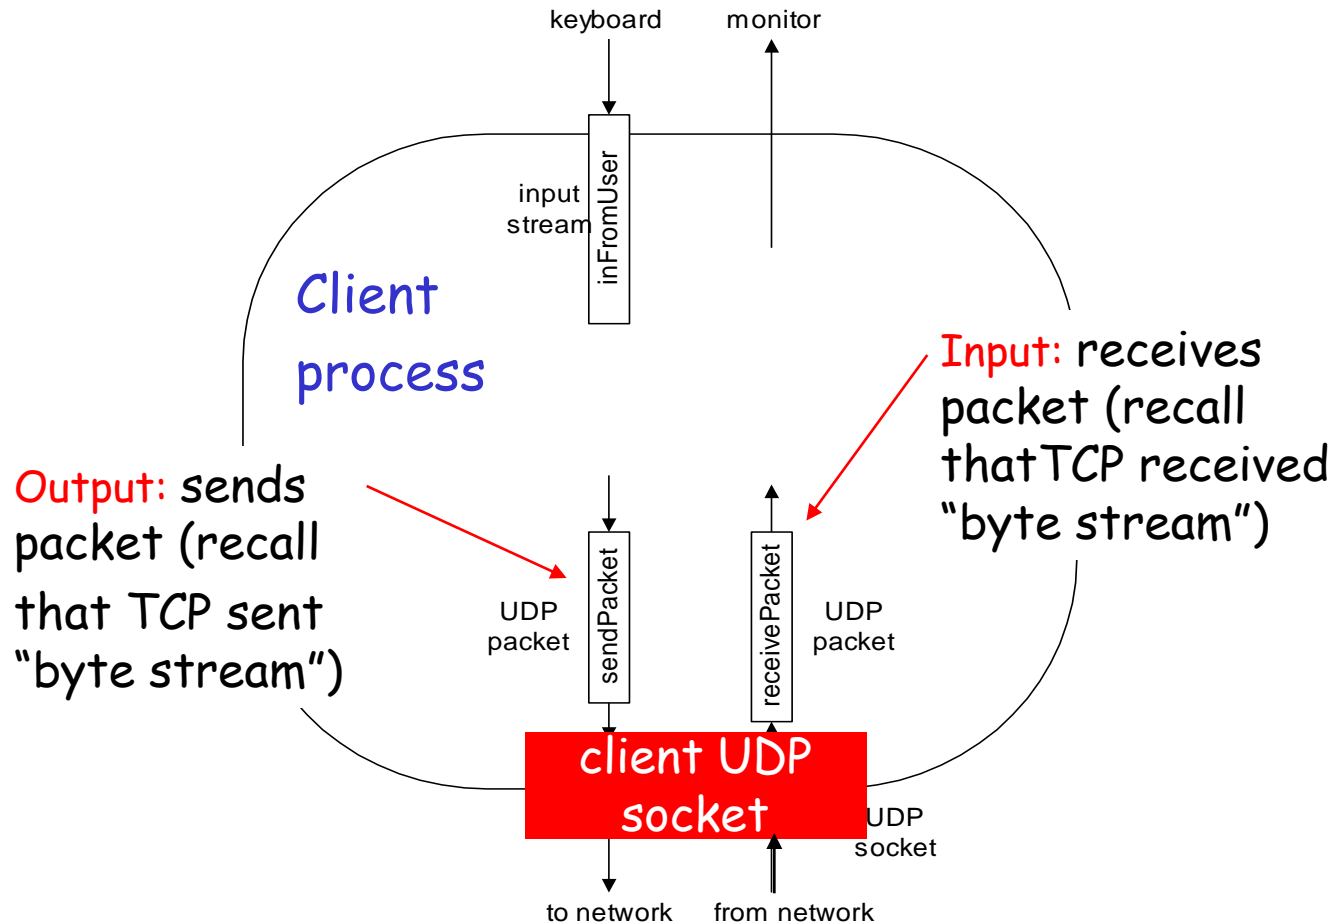 keyboard
monitor
input
stream
inFromUser
Client
process
Input: receives
packet (recall
thatTCP received
“byte stream”)
Output: sends
packet (recall
that TCP sent
“byte stream”)
UDP
packet
sendPacket
receivePacket
UDP
packet
client UDP
socket
UDP
socket
to network
from network